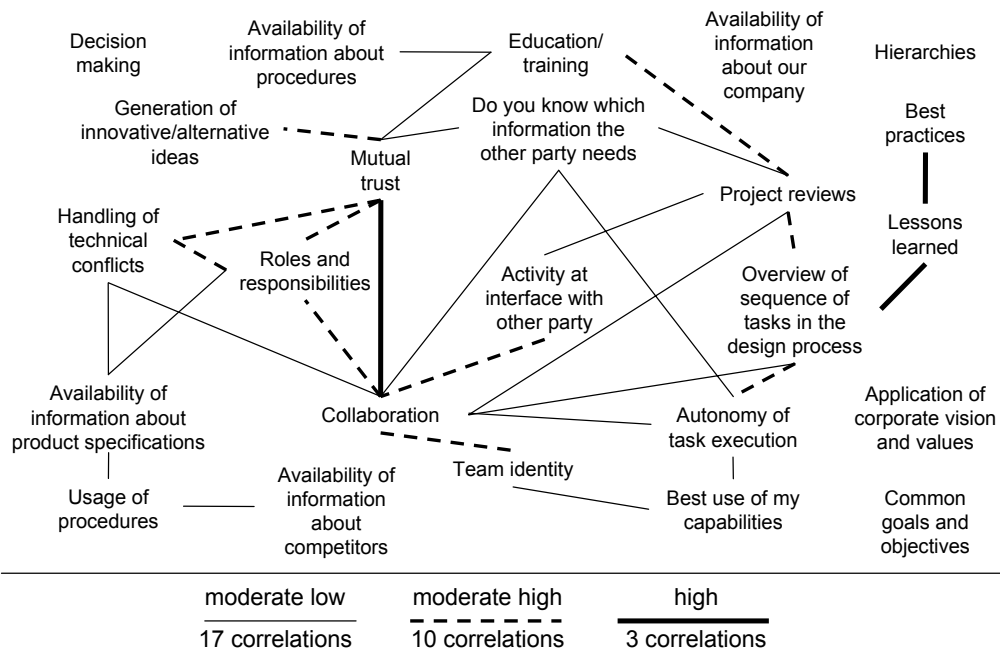 Decision
making
Availability of
information about
procedures
Education/
training
Availability of
information
about our
company
Hierarchies
Generation of
innovative/alternative
ideas
Do you know which
information the
other party needs
Best
practices
Mutual
trust
Project reviews
Handling of
technical
conflicts
Roles and
responsibilities
Activity at
interface with
other party
Overview of
sequence of
tasks in the
design process
Lessons
learned
Availability of
information about
product specifications
Collaboration
Autonomy of
task execution
Application of
corporate vision
and values
Team identity
Usage of
procedures
Availability of
information
about
competitors
Best use of my
capabilities
Common
goals and
objectives
moderate low
17 correlations
moderate high
10 correlations
high
3 correlations